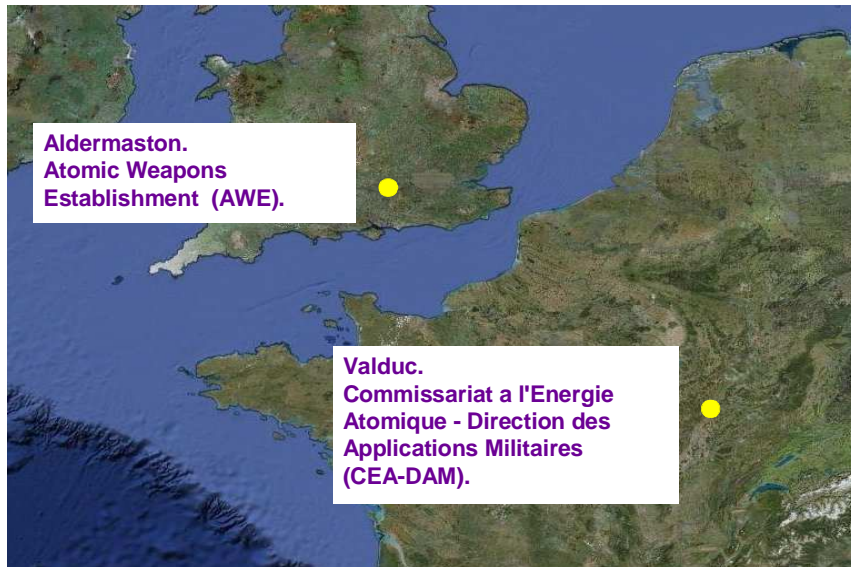 Aldermaston.
Atomic Weapons
Establishment (AWE).
Valduc.
Commissariat a l'Energie
Atomique - Direction des
Applications Militaires
(CEA-DAM).